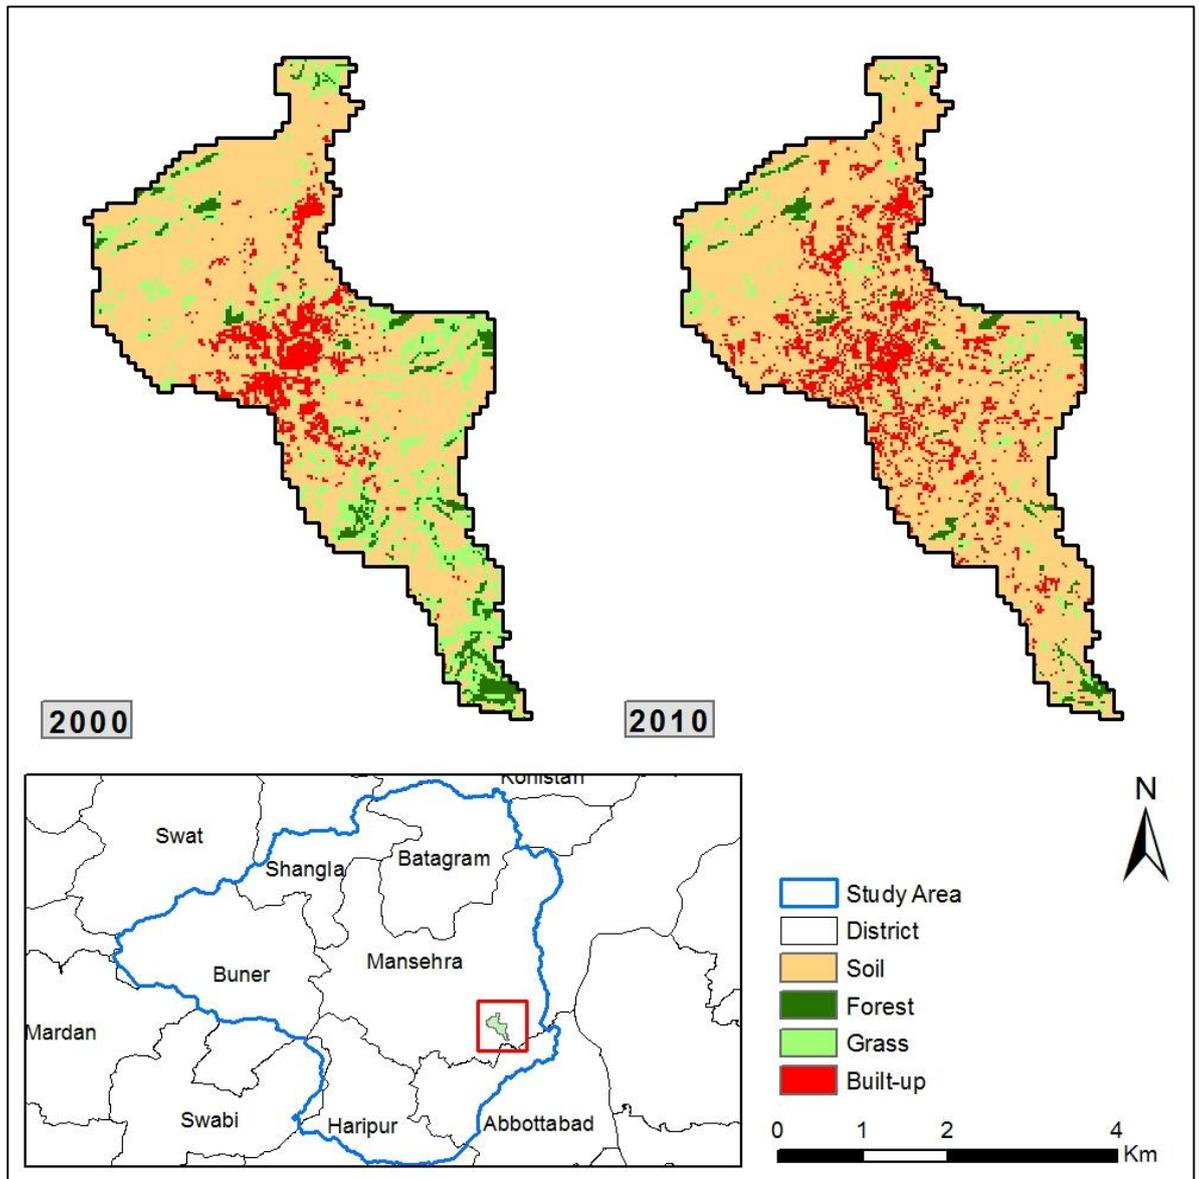 2000
2010
Kohistan
Swat
Batagram
Shangla
Mansehra
Buner
Mardan
Swabi
Haripur
Abbottabad
N
Study Area
District
Soil
Forest
Grass
Built-up
0 1 2 4
Km